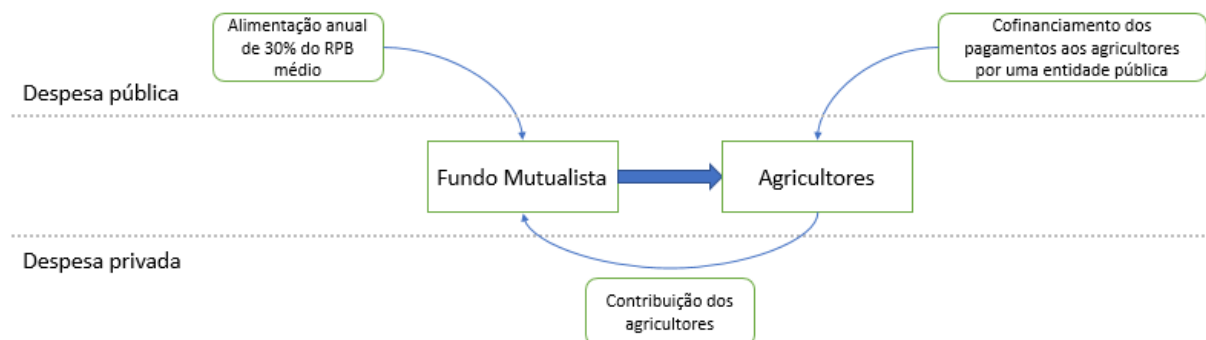 Alimentação anual
de 30% do RPB
médio
Cofinanciamento dos
pagamentos aos agricultores
por uma entidade pública
Despesa pública
Fundo Mutualista
Agricultores
Despesa privada
Contribuição dos
agricultores